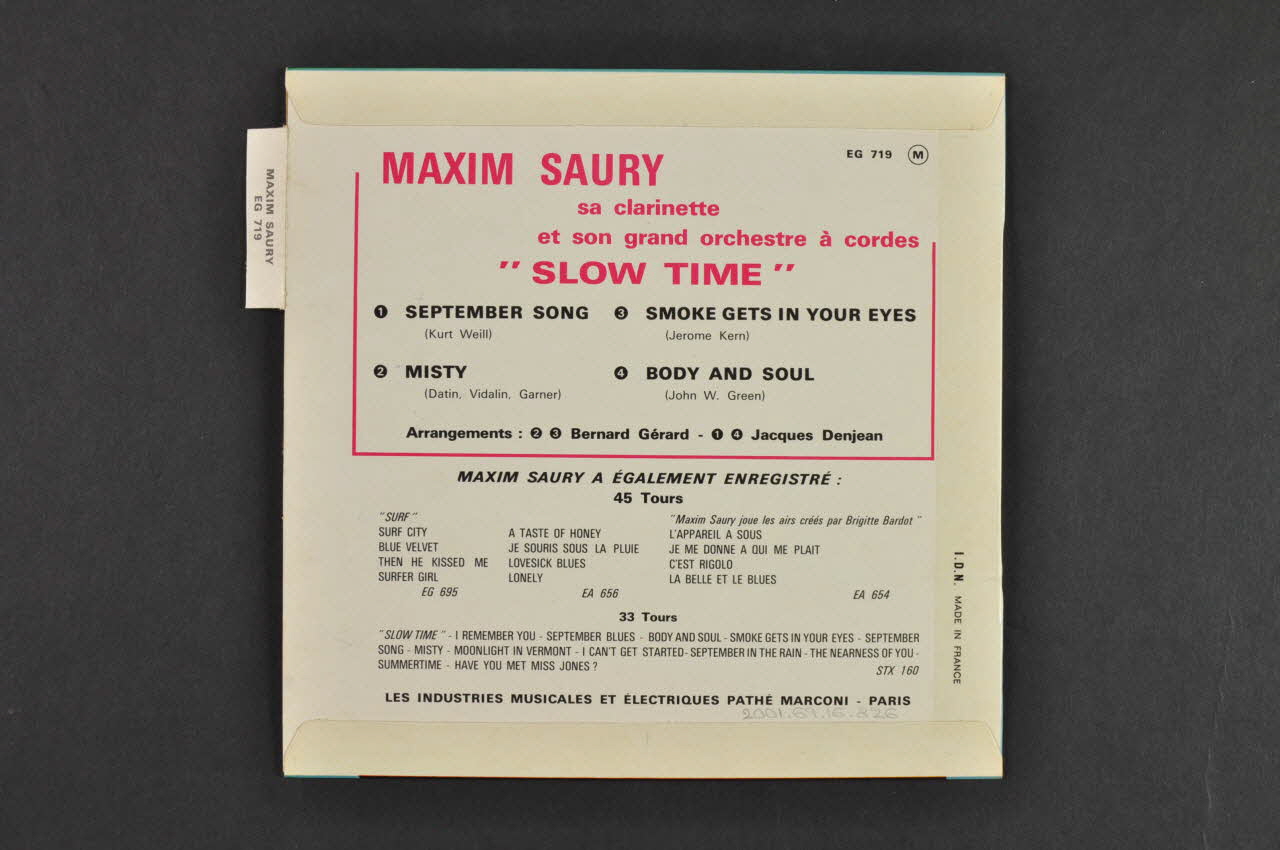 MAXIM SAURY
EG 719
EG 719 M
MAXIM SAURY
sa clarinette
et son grand orchestre à cordes
" SLOW TIME "
❶ SEPTEMBER SONG
(Kurt Weill)
❷ MISTY
(Datin, Vidalin, Garner)
❸ SMOKE GETS IN YOUR EYES
(Jerome Kern)
❹ BODY AND SOUL
(John W. Green)
Arrangements : ❷ ❸ Bernard Gérard - ❶ ❹ Jacques Denjean
MAXIM SAURY A ÉGALEMENT ENREGISTRÉ :
45 Tours
"SURF"
SURF CITY
BLUE VELVET
THEN HE KISSED ME
SURFER GIRL
EG 695
A TASTE OF HONEY
JE SOURIS SOUS LA PLUIE
LOVESICK BLUES
LONELY
EA 656
"Maxim Saury joue les airs créés par Brigitte Bardot"
L'APPAREIL A SOUS
JE ME DONNE A QUI ME PLAIT
C'EST RIGOLO
LA BELLE ET LE BLUES
EA 654
33 Tours
"SLOW TIME" - I REMEMBER YOU - SEPTEMBER BLUES - BODY AND SOUL - SMOKE GETS IN YOUR EYES - SEPTEMBER
SONG - MISTY - MOONLIGHT IN VERMONT - I CAN'T GET STARTED - SEPTEMBER IN THE RAIN - THE NEARNESS OF YOU -
SUMMERTIME - HAVE YOU MET MISS JONES ?
STX 160
LES INDUSTRIES MUSICALES ET ÉLECTRIQUES PATHÉ MARCONI - PARIS
2001.67.16.226
I.D.N. MADE IN FRANCE